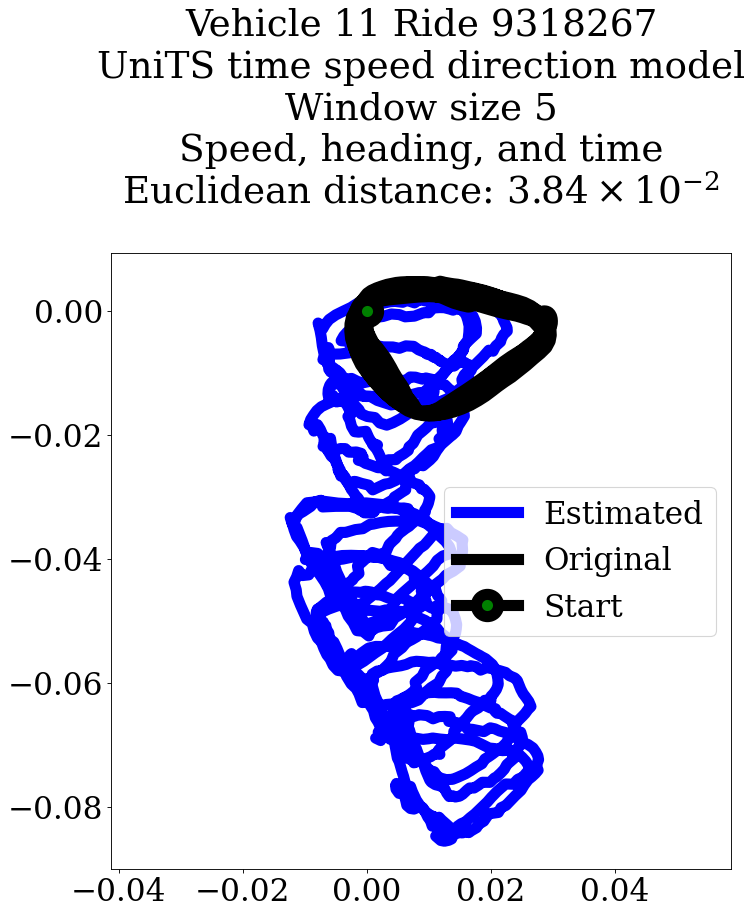 Vehicle 11 Ride 9318267
UniTS time speed direction model
Window size 5
Speed, heading, and time
Euclidean distance: 3.84 × 10⁻²
0.00
−0.02
−0.04
−0.06
−0.08
Estimated
Original
Start
−0.04 −0.02 0.00 0.02 0.04